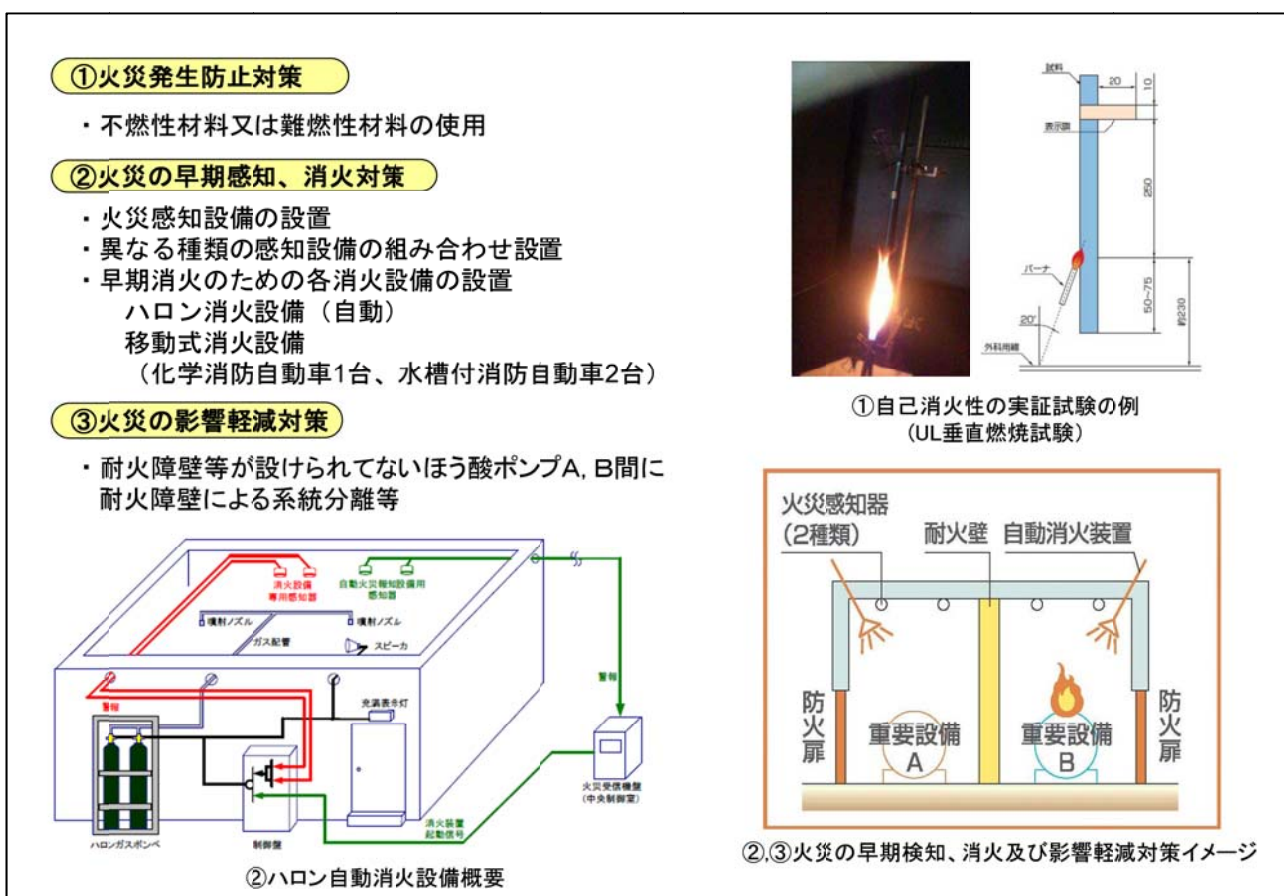 ①火災発生防止対策
・不燃性材料又は難燃性材料の使用
②火災の早期感知、消火対策
・火災感知設備の設置
・異なる種類の感知設備の組み合わせ設置
・早期消火のための各消火設備の設置
ハロン消火設備（自動）
移動式消火設備
（化学消防自動車1台、水槽付消防自動車2台）
③火災の影響軽減対策
・耐火障壁等が設けられてないほう酸ポンプA, B間に
耐火障壁による系統分離等
消火設備
専用感知器
自動火災報知設備用
感知器
噴射ノズル
噴射ノズル
ガス配管
スピーカ
警報
警報
充満表示灯
火災受信機盤
（中央制御室）
消火装置
起動信号
ハロンガスボンベ
制御盤
②ハロン自動消火設備概要
試料
20
10
表示旗
250
バーナ
50~75
約230
20°
外科用綿
①自己消火性の実証試験の例
(UL垂直燃焼試験)
火災感知器
(2種類)
耐火壁
自動消火装置
防火扉
重要設備
A
重要設備
B
防火扉
②,③火災の早期検知、消火及び影響軽減対策イメージ